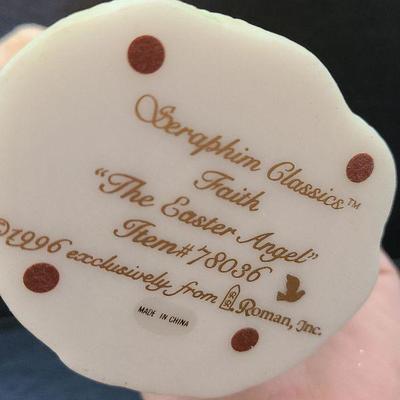 Seraphim Classics™
Faith
"The Easter Angel"
Item# 78036
©1996 exclusively from Roman, Inc.
MADE IN CHINA